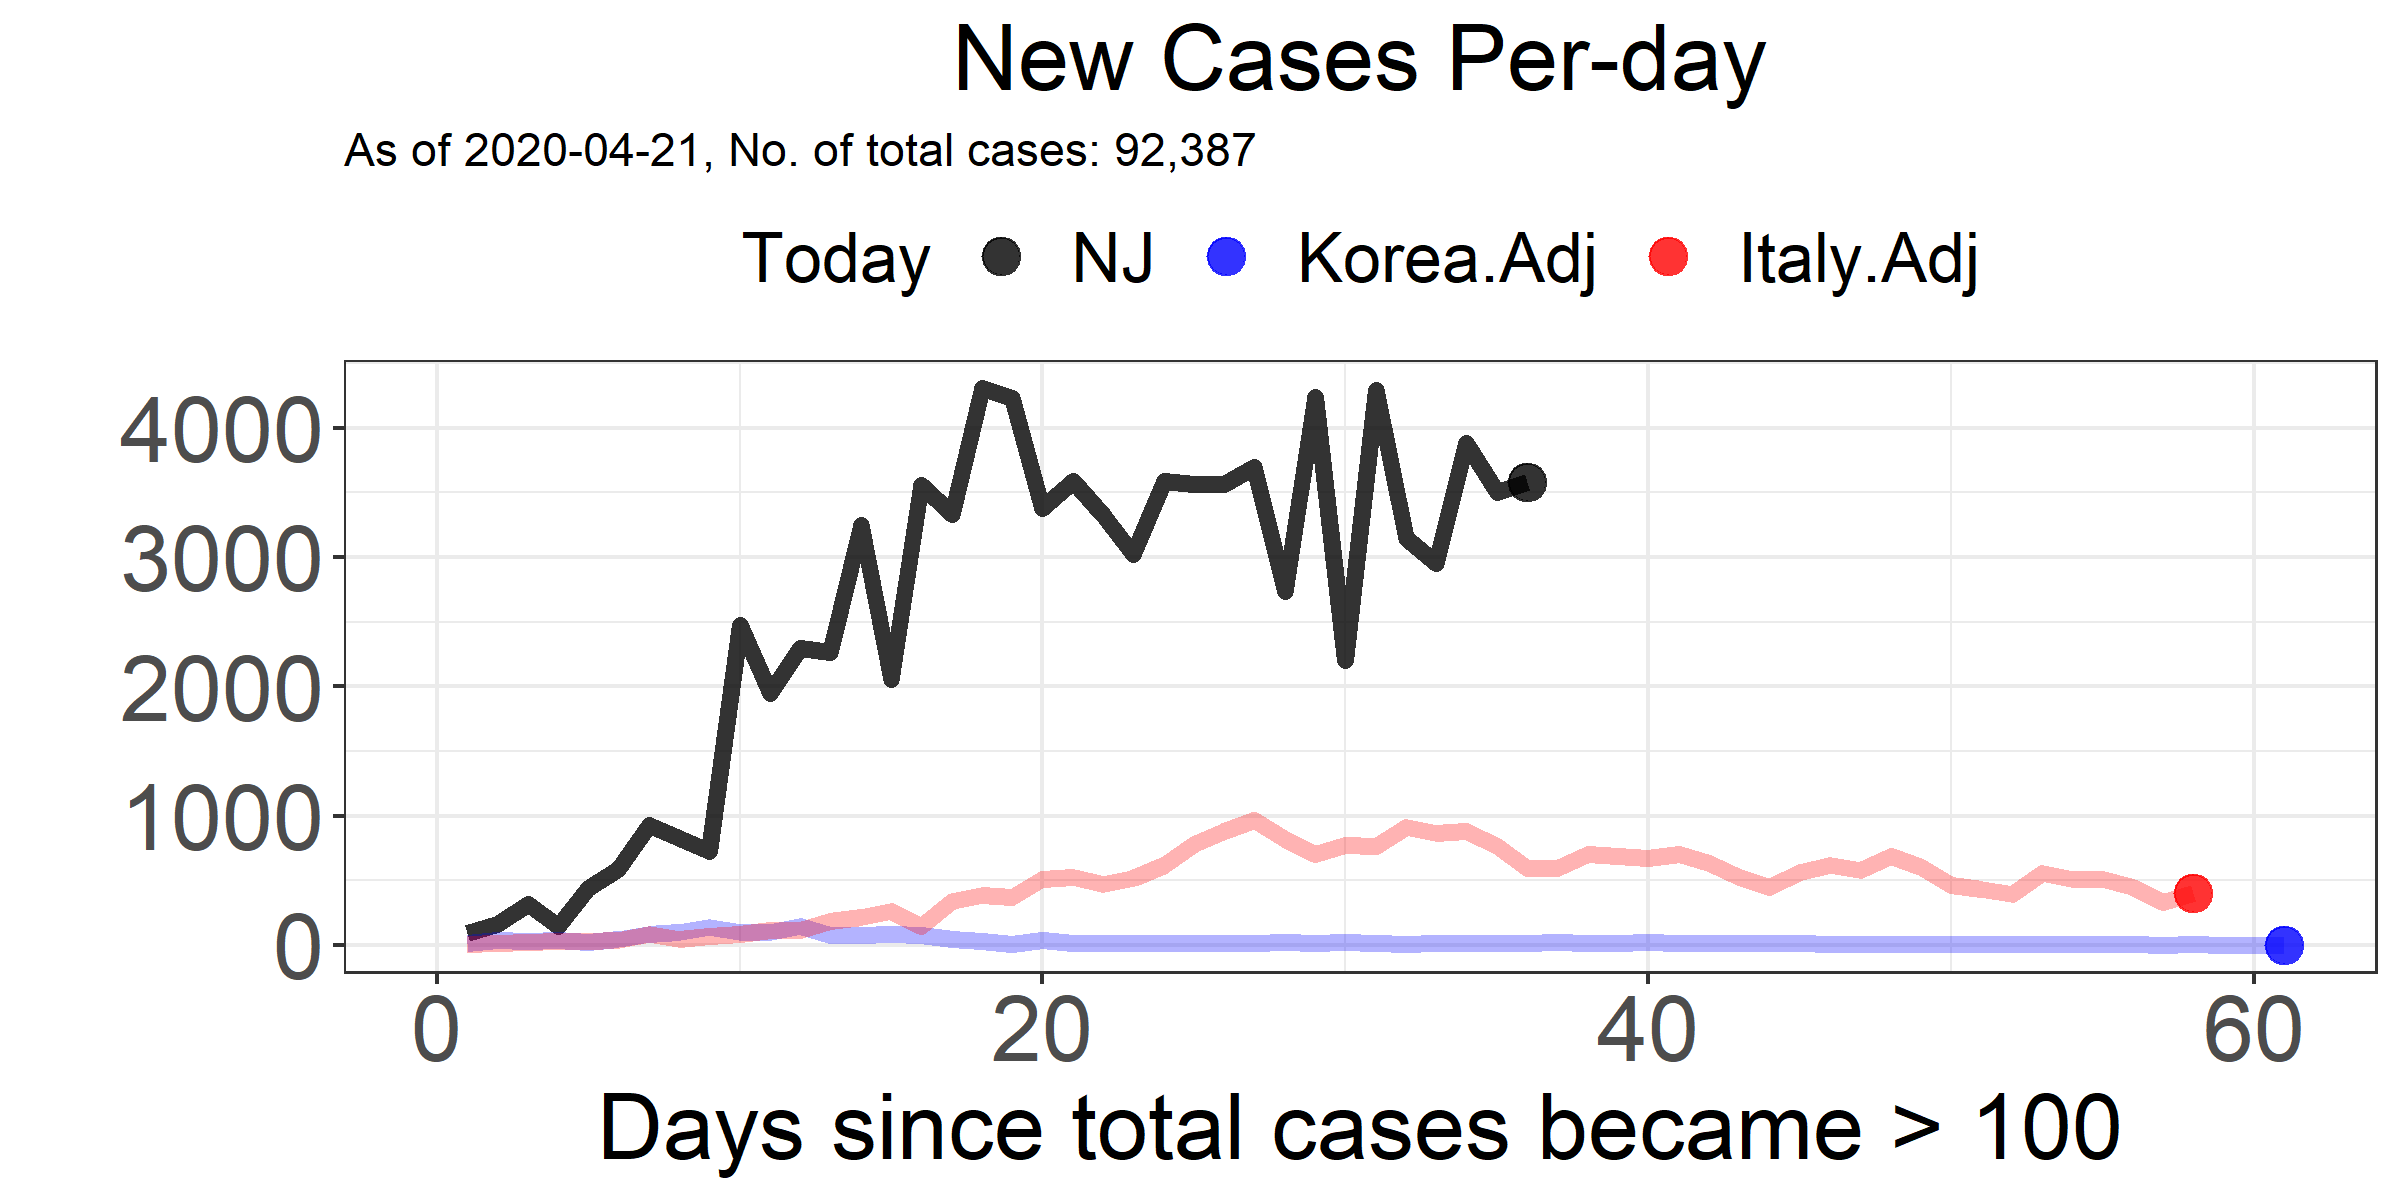 New Cases Per-day
As of 2020-04-21, No. of total cases: 92,387
Today NJ Korea.Adj Italy.Adj
4000
3000
2000
1000
0
0 20 40 60
Days since total cases became > 100